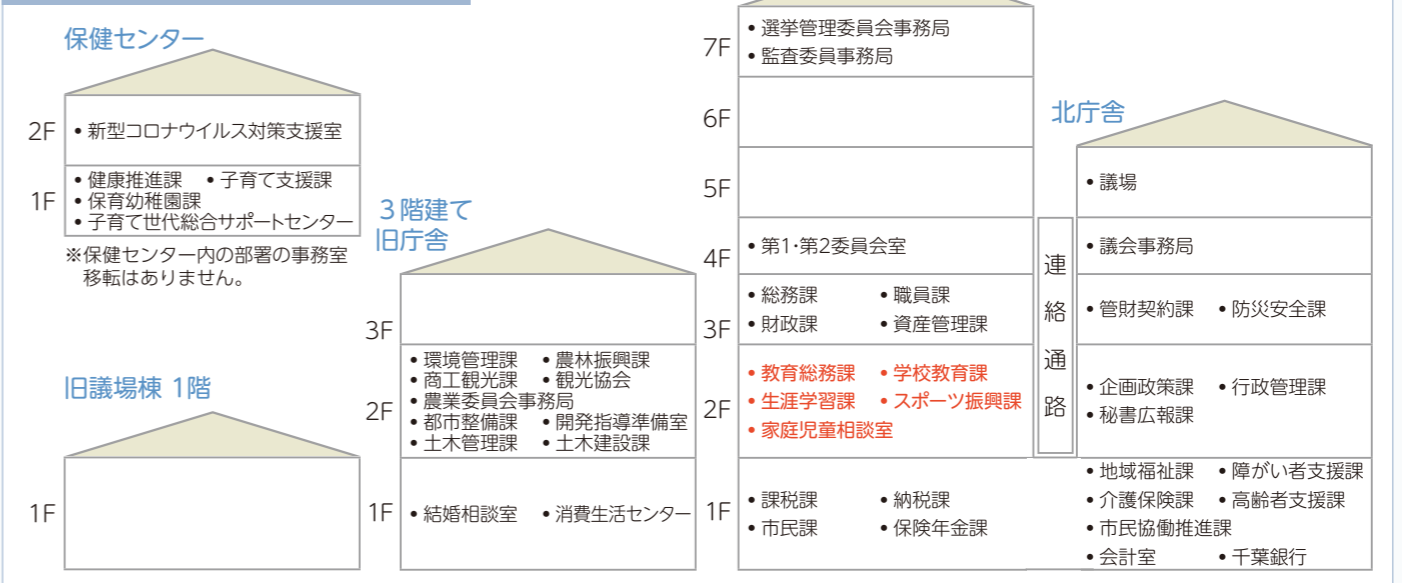 保健センター
2F
• 新型コロナウイルス対策支援室
1F
• 健康推進課 • 子育て支援課
• 保育幼稚園課
• 子育て世代総合サポートセンター
※保健センター内の部署の事務室
移転はありません。
旧議場棟 1階
1F
3階建て
旧庁舎
3F
2F
• 環境管理課 • 農林振興課
• 商工観光課 • 観光協会
• 農業委員会事務局
• 都市整備課 • 開発指導準備室
• 土木管理課 • 土木建設課
1F
• 結婚相談室 • 消費生活センター
7F
• 選挙管理委員会事務局
• 監査委員事務局
6F
5F
4F
• 第1・第2委員会室
3F
• 総務課 • 職員課
• 財政課 • 資産管理課
2F
• 教育総務課 • 学校教育課
• 生涯学習課 • スポーツ振興課
• 家庭児童相談室
1F
• 課税課 • 納税課
• 市民課 • 保険年金課
連絡通路
北庁舎
• 議場
• 議会事務局
• 管財契約課 • 防災安全課
• 企画政策課 • 行政管理課
• 秘書広報課
• 地域福祉課 • 障がい者支援課
• 介護保険課 • 高齢者支援課
• 市民協働推進課
• 会計室 • 千葉銀行